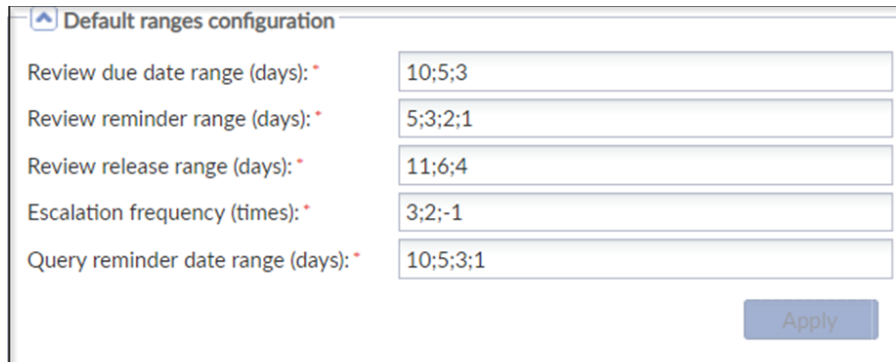 Default ranges configuration
Review due date range (days):* 10;5;3
Review reminder range (days):* 5;3;2;1
Review release range (days):* 11;6;4
Escalation frequency (times):* 3;2;-1
Query reminder date range (days):* 10;5;3;1
Apply